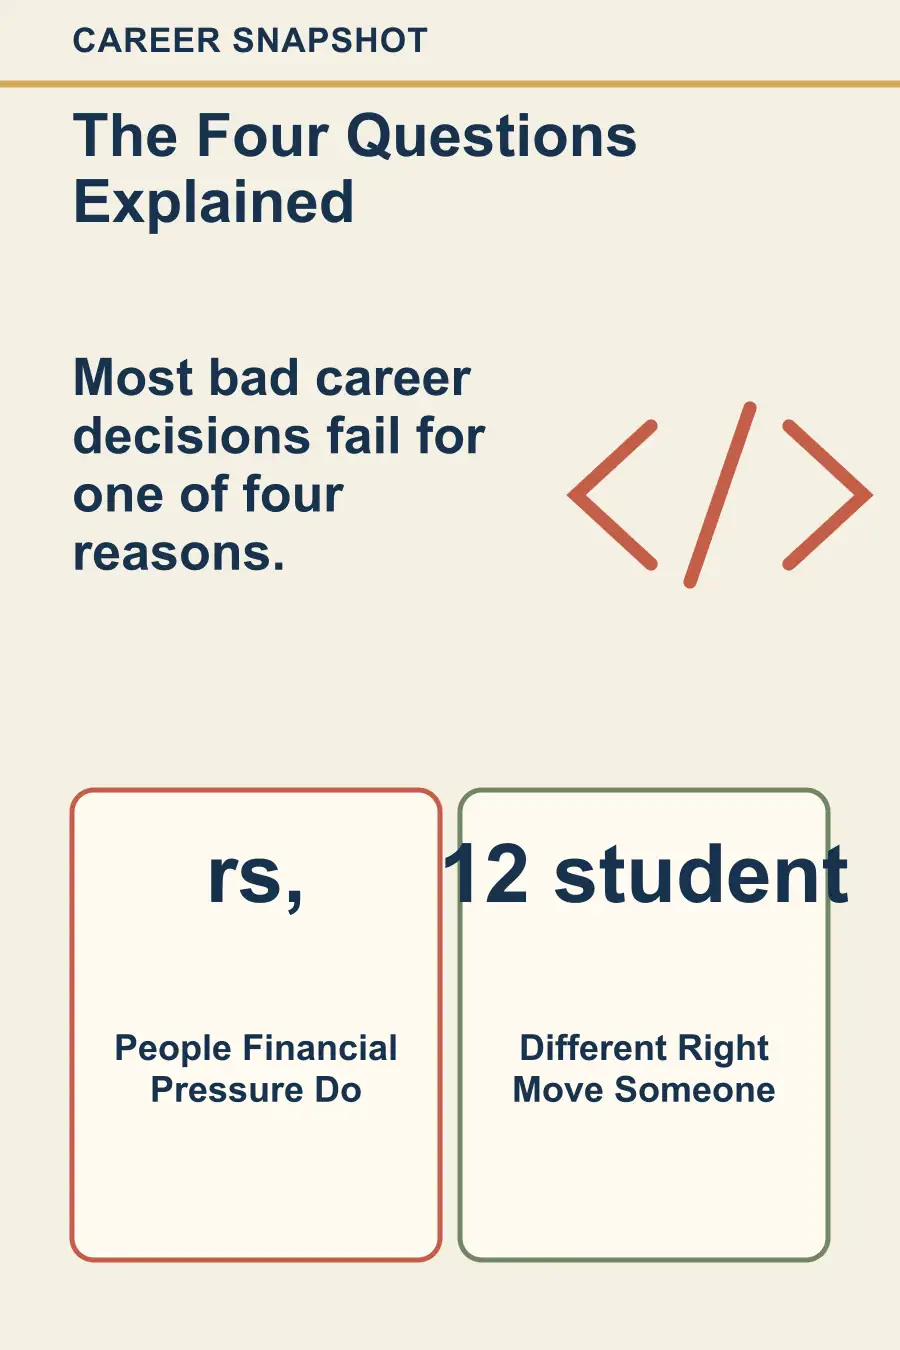 CAREER SNAPSHOT
The Four Questions
Explained
Most bad career
decisions fail for
one of four
reasons.
</>
rs,
People Financial
Pressure Do
12 student
Different Right
Move Someone